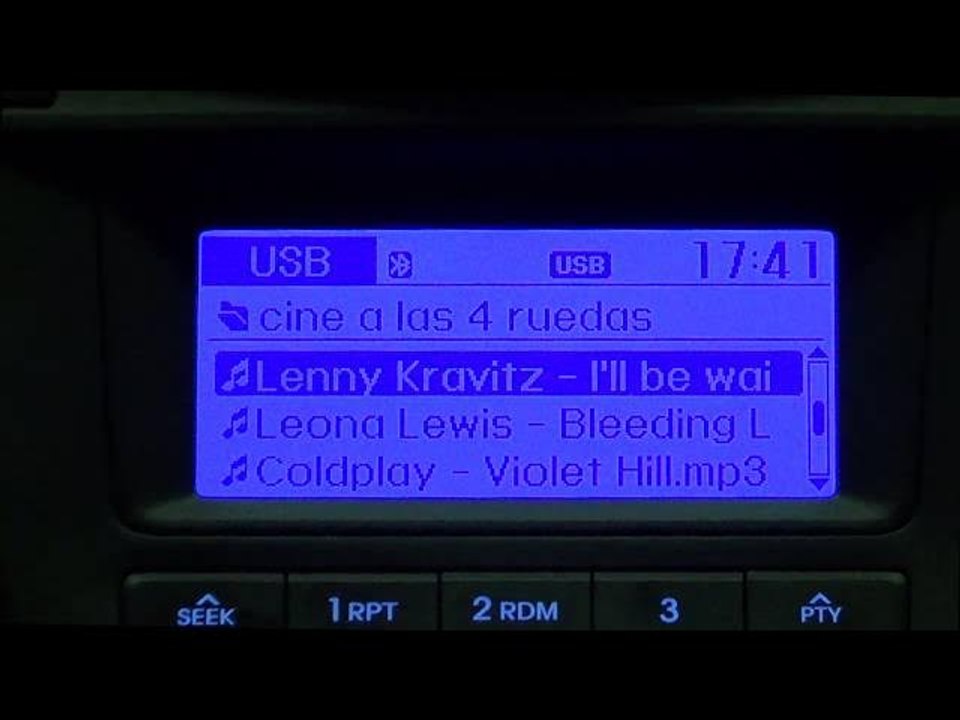 USB USB 17:41
cine a las 4 ruedas
Lenny Kravitz - I'll be wai
Leona Lewis - Bleeding L
Coldplay - Violet Hill.mp3
SEEK 1 RPT 2 RDM 3 PTY